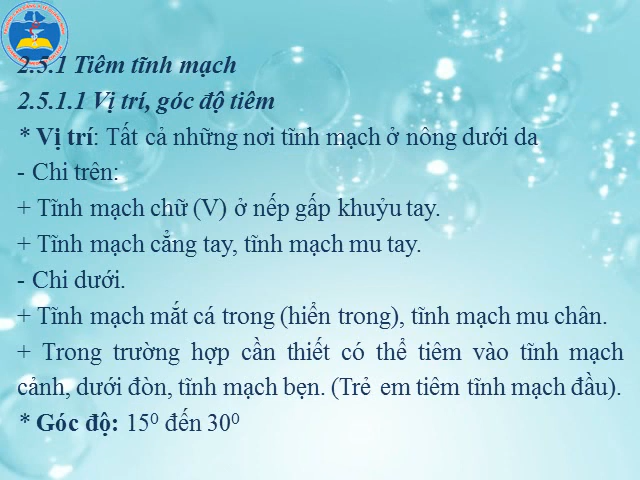 2.5.1 Tiêm tĩnh mạch
2.5.1.1 Vị trí, góc độ tiêm
* Vị trí: Tất cả những nơi tĩnh mạch ở nông dưới da
- Chi trên:
+ Tĩnh mạch chữ (V) ở nếp gấp khuỷu tay.
+ Tĩnh mạch cẳng tay, tĩnh mạch mu tay.
- Chi dưới.
+ Tĩnh mạch mắt cá trong (hiển trong), tĩnh mạch mu chân.
+ Trong trường hợp cần thiết có thể tiêm vào tĩnh mạch
cảnh, dưới đòn, tĩnh mạch bẹn. (Trẻ em tiêm tĩnh mạch đầu).
* Góc độ: 15⁰ đến 30⁰